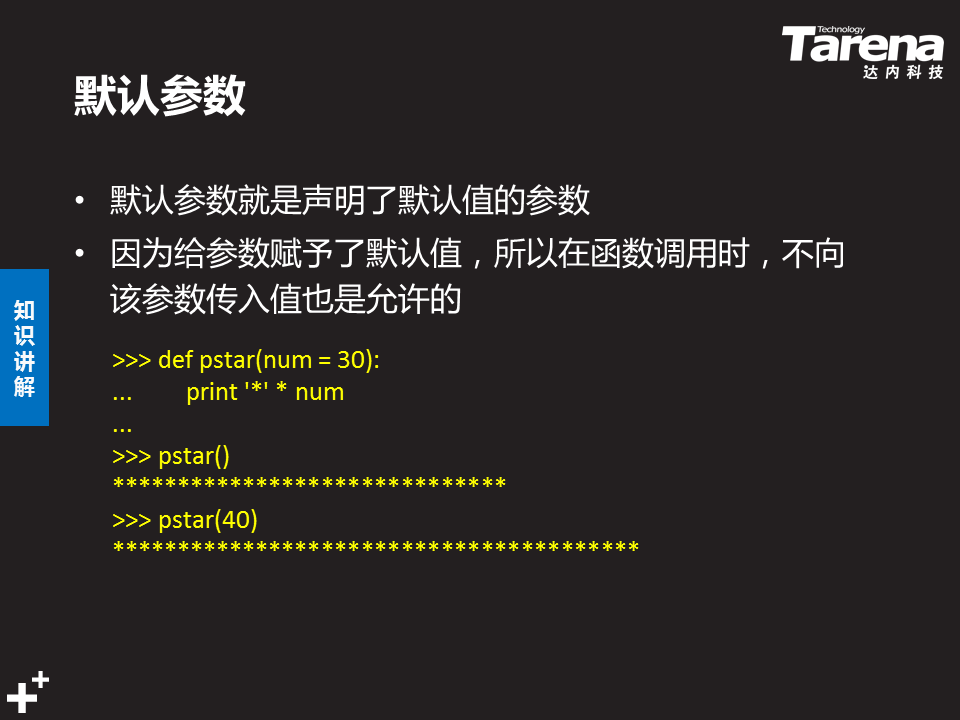 Technology
Tarena
达内科技
默认参数
• 默认参数就是声明了默认值的参数
• 因为给参数赋予了默认值，所以在函数调用时，不向
该参数传入值也是允许的
知识讲解
>>> def pstar(num = 30):
... print '*' * num
...
>>> pstar()
******************************
>>> pstar(40)
****************************************